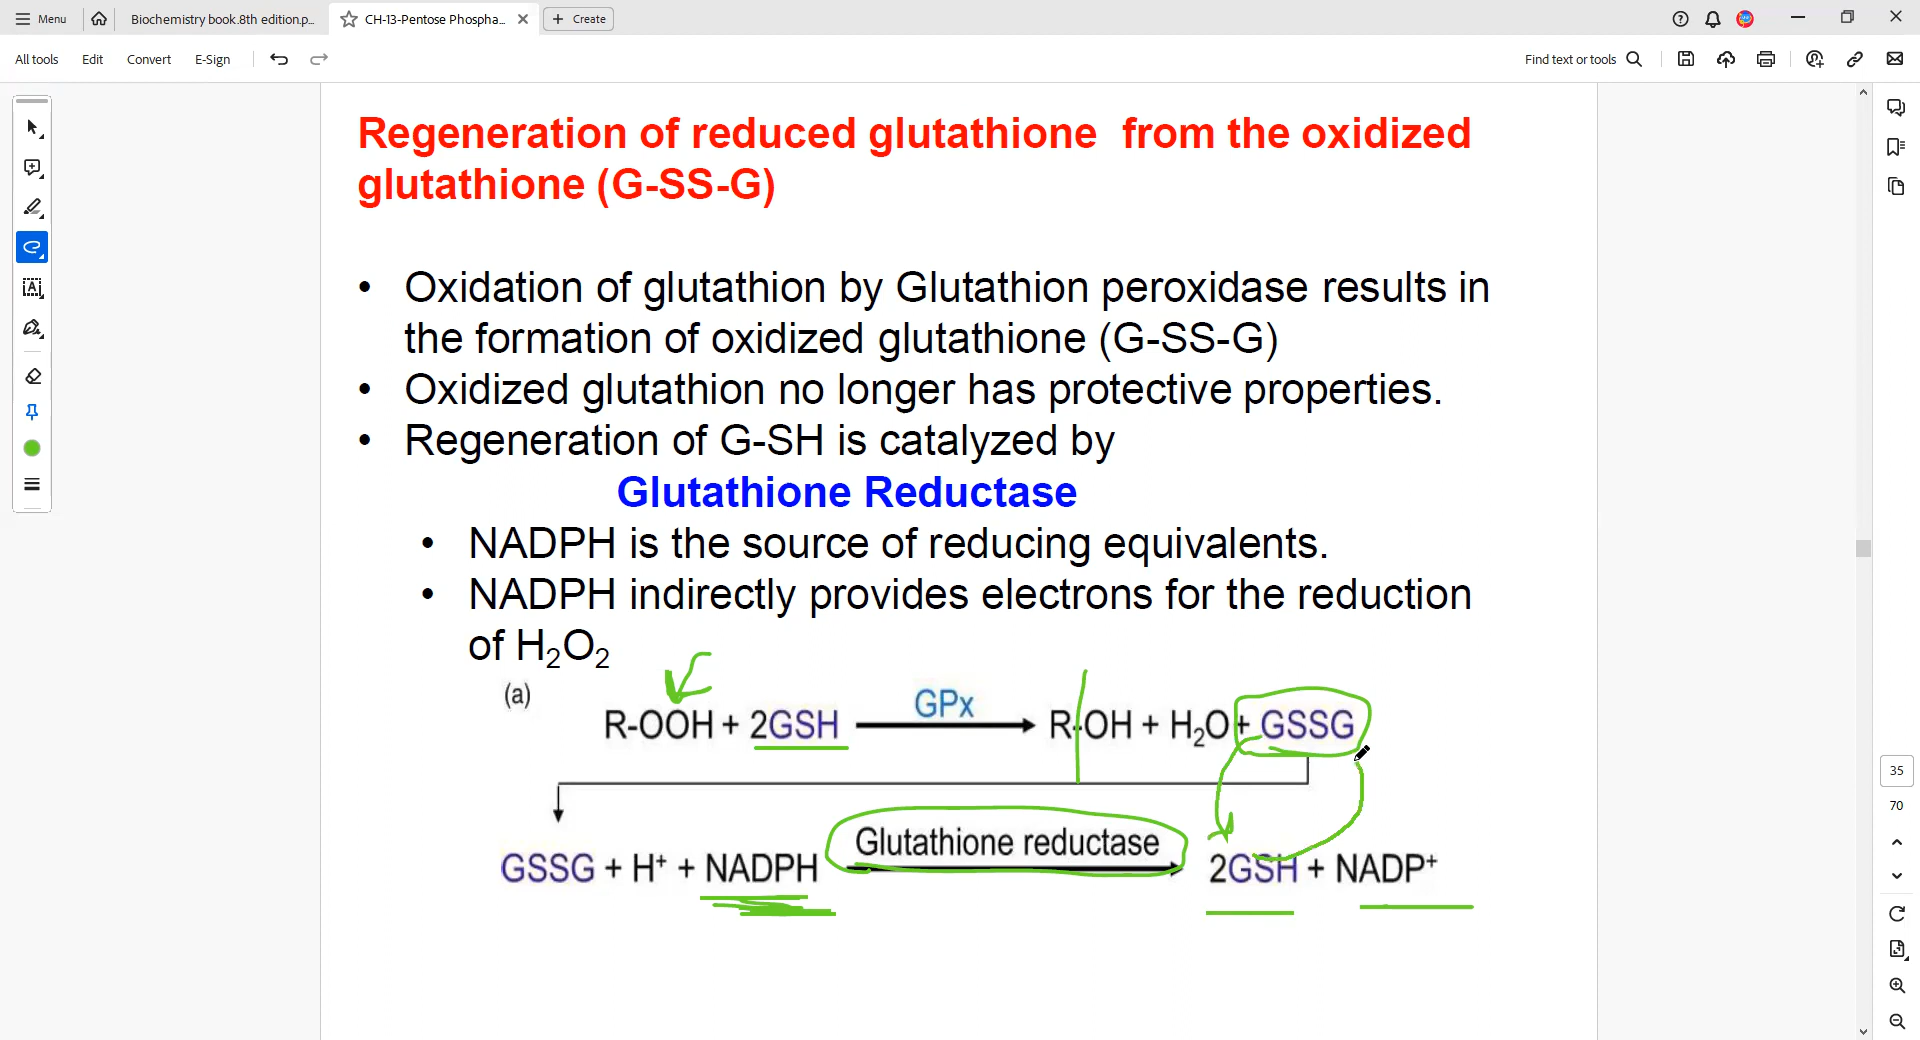 Menu
Biochemistry book.8th edition.p...
CH-13-Pentose Phospha...
Create
All tools
Edit
Convert
E-Sign
Find text or tools
Regeneration of reduced glutathione from the oxidized
glutathione (G-SS-G)
• Oxidation of glutathion by Glutathion peroxidase results in
the formation of oxidized glutathione (G-SS-G)
• Oxidized glutathion no longer has protective properties.
• Regeneration of G-SH is catalyzed by
Glutathione Reductase
• NADPH is the source of reducing equivalents.
• NADPH indirectly provides electrons for the reduction
of H₂O₂
(a)
GPx
R-OOH + 2GSH R-OH + H₂O + GSSG
Glutathione reductase
GSSG + H⁺ + NADPH 2GSH + NADP⁺
35
70